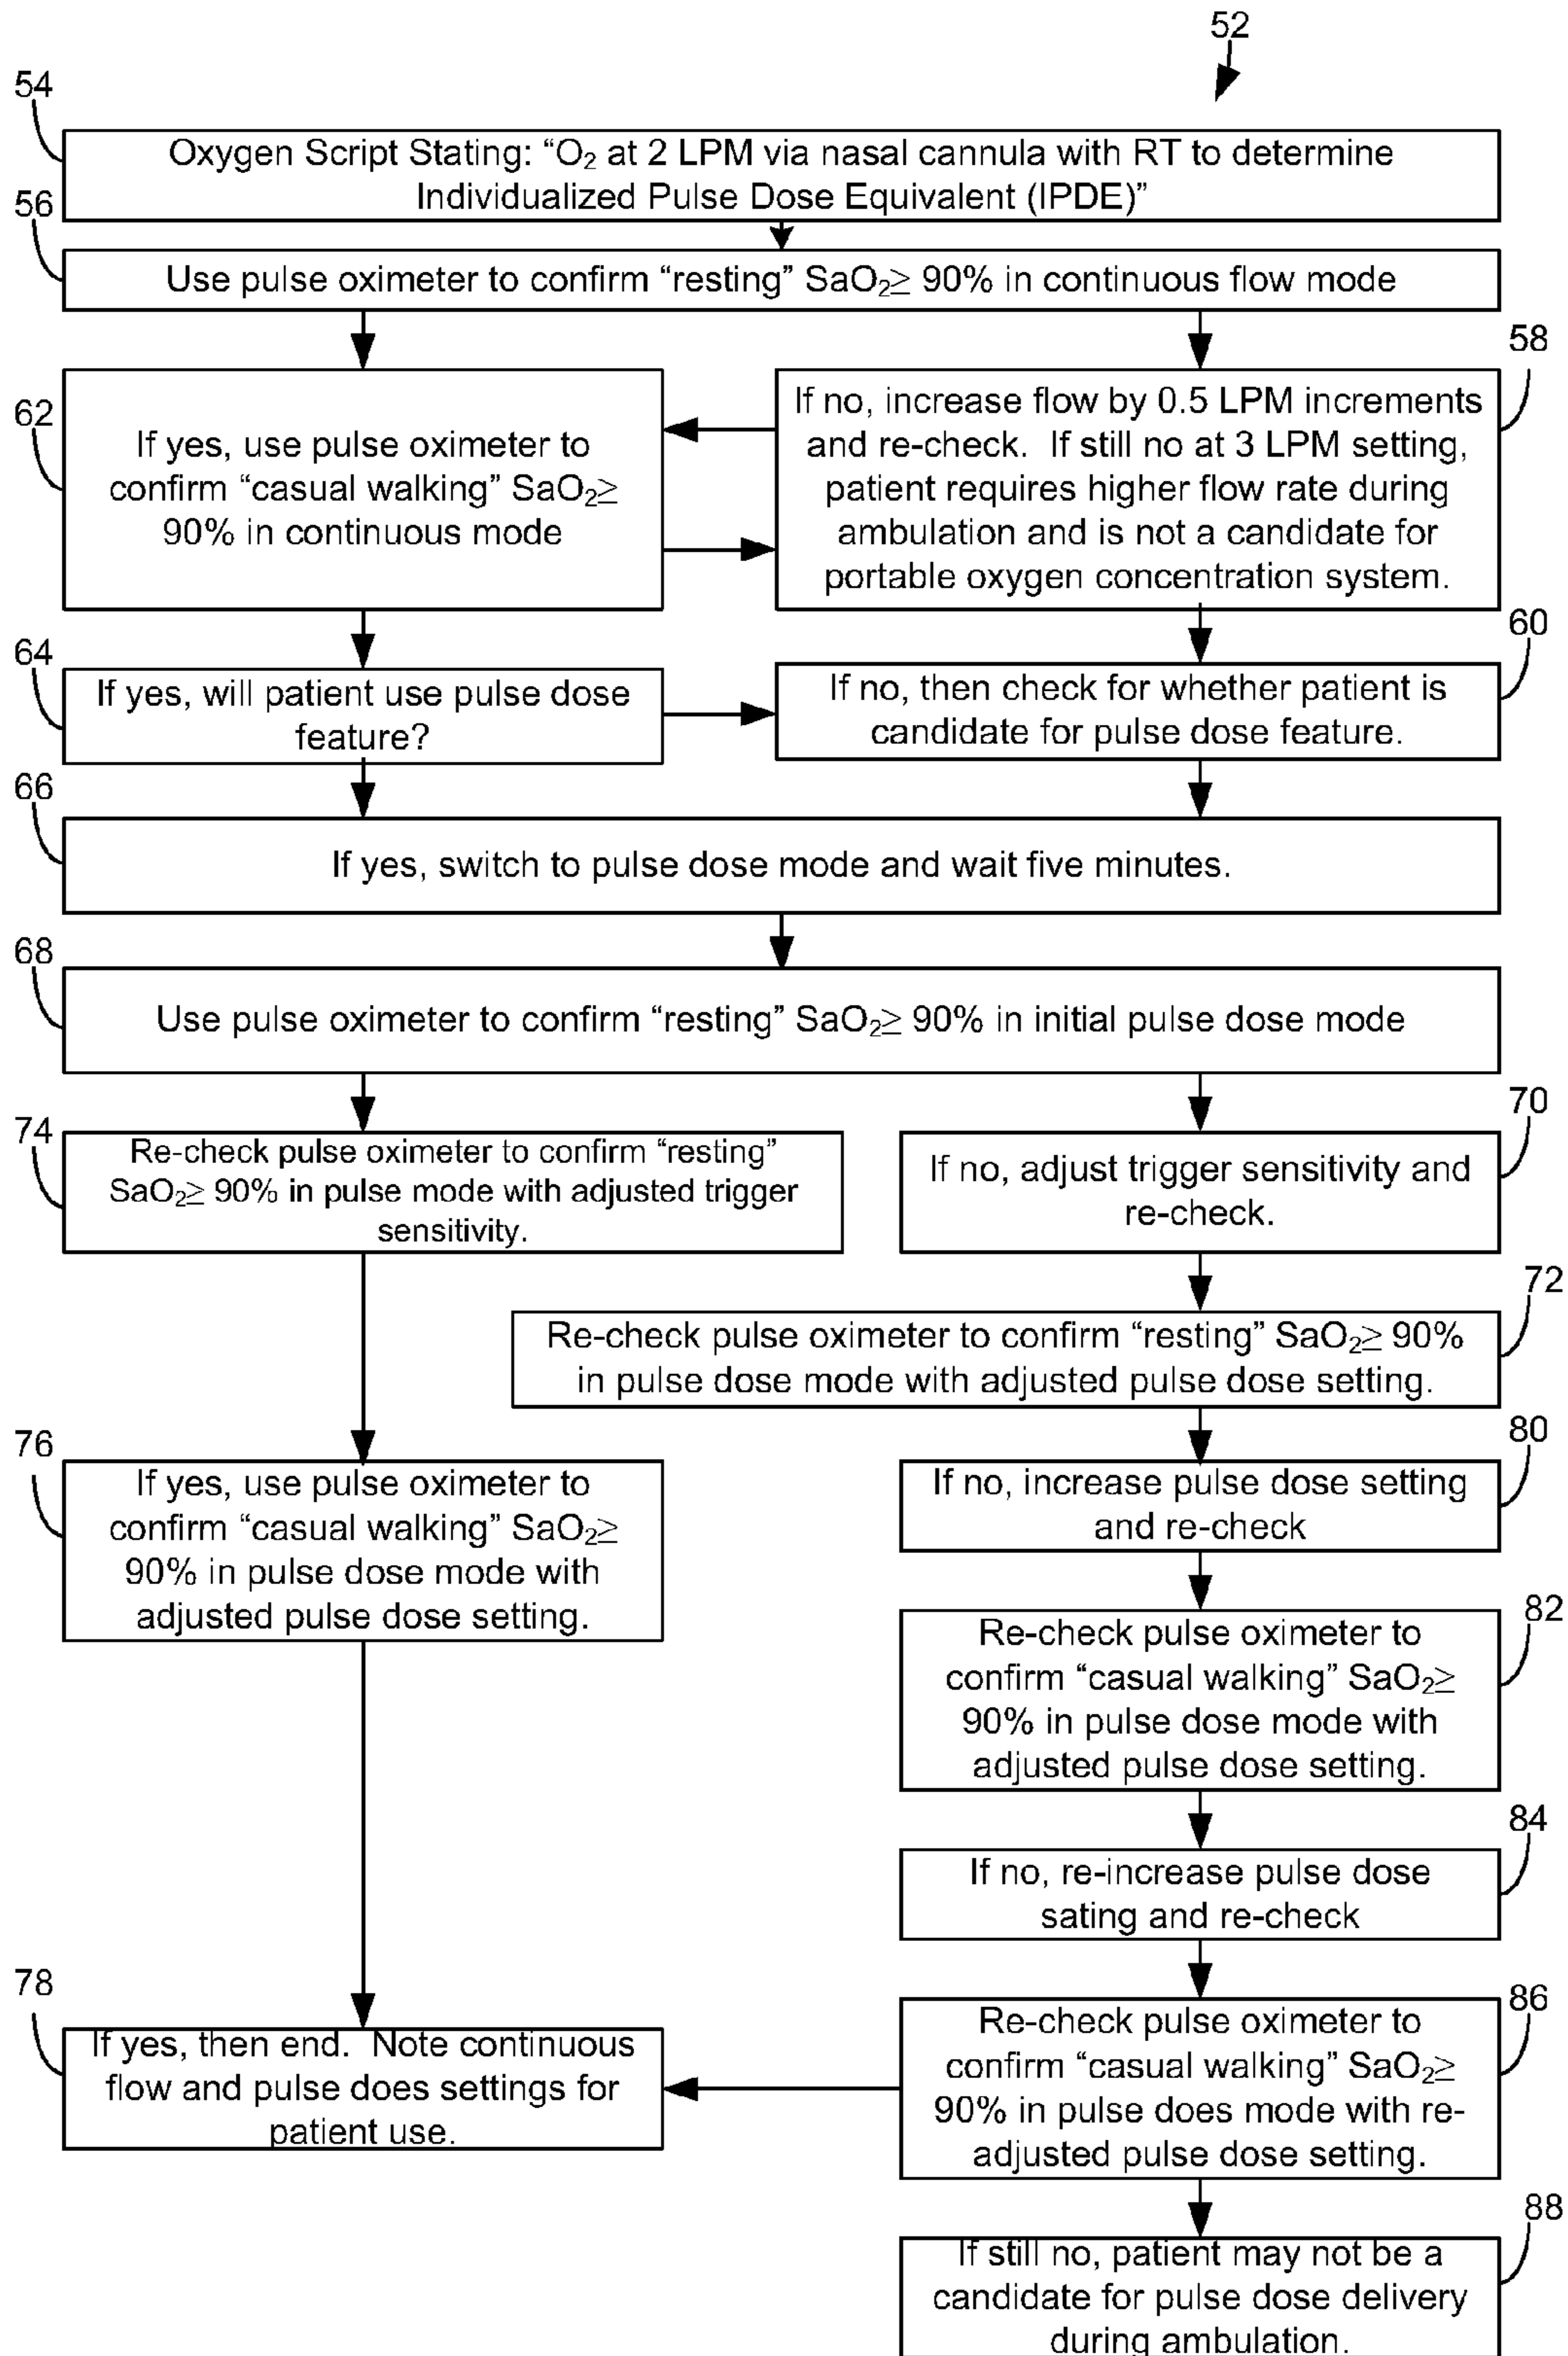 52
54
Oxygen Script Stating: “O₂ at 2 LPM via nasal cannula with RT to determine
Individualized Pulse Dose Equivalent (IPDE)”
56
Use pulse oximeter to confirm “resting” SaO₂≥ 90% in continuous flow mode
58
If no, increase flow by 0.5 LPM increments
and re-check. If still no at 3 LPM setting,
patient requires higher flow rate during
ambulation and is not a candidate for
portable oxygen concentration system.
62
If yes, use pulse oximeter to
confirm “casual walking” SaO₂≥
90% in continuous mode
60
If no, then check for whether patient is
candidate for pulse dose feature.
64
If yes, will patient use pulse dose
feature?
66
If yes, switch to pulse dose mode and wait five minutes.
68
Use pulse oximeter to confirm “resting” SaO₂≥ 90% in initial pulse dose mode
70
If no, adjust trigger sensitivity and
re-check.
74
Re-check pulse oximeter to confirm “resting”
SaO₂≥ 90% in pulse mode with adjusted trigger
sensitivity.
72
Re-check pulse oximeter to confirm “resting” SaO₂≥ 90%
in pulse dose mode with adjusted pulse dose setting.
76
If yes, use pulse oximeter to
confirm “casual walking” SaO₂≥
90% in pulse dose mode with
adjusted pulse dose setting.
80
If no, increase pulse dose setting
and re-check
82
Re-check pulse oximeter to
confirm “casual walking” SaO₂≥
90% in pulse dose mode with
adjusted pulse dose setting.
84
If no, re-increase pulse dose
sating and re-check
78
If yes, then end. Note continuous
flow and pulse does settings for
patient use.
86
Re-check pulse oximeter to
confirm “casual walking” SaO₂≥
90% in pulse does mode with re-
adjusted pulse dose setting.
88
If still no, patient may not be a
candidate for pulse dose delivery
during ambulation.